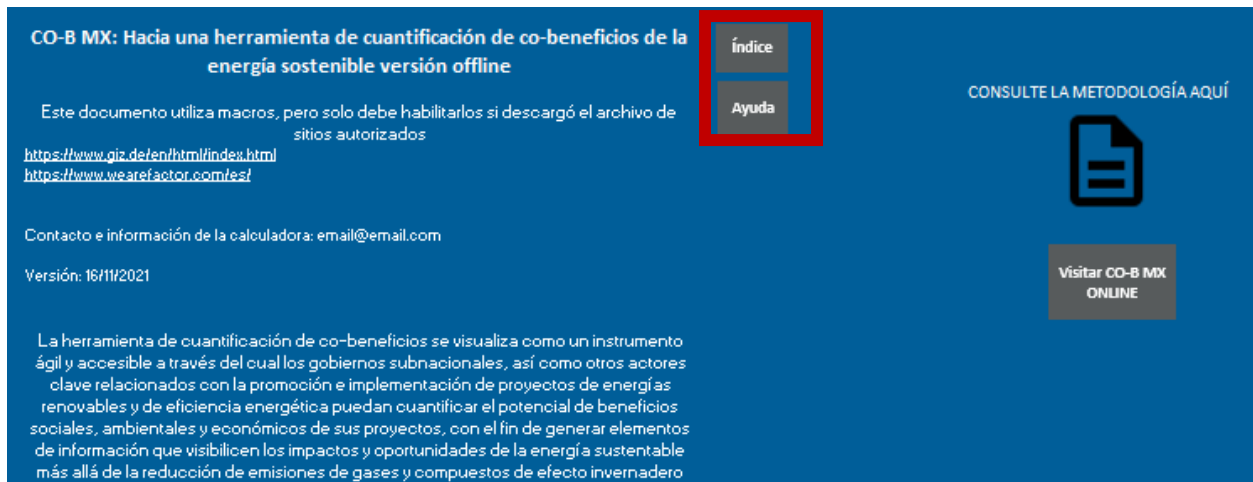 CO-B MX: Hacia una herramienta de cuantificación de co-beneficios de la
energía sostenible versión offline
Este documento utiliza macros, pero solo debe habilitarlos si descargó el archivo de
sitios autorizados
https://www.giz.de/en/html/index.html
https://www.wearefactor.com/es/
Contacto e información de la calculadora: email@email.com
Versión: 16/11/2021
La herramienta de cuantificación de co-beneficios se visualiza como un instrumento
ágil y accesible a través del cual los gobiernos subnacionales, así como otros actores
clave relacionados con la promoción e implementación de proyectos de energías
renovables y de eficiencia energética puedan cuantificar el potencial de beneficios
sociales, ambientales y económicos de sus proyectos, con el fin de generar elementos
de información que visibilicen los impactos y oportunidades de la energía sustentable
más allá de la reducción de emisiones de gases y compuestos de efecto invernadero
Índice
Ayuda
CONSULTE LA METODOLOGÍA AQUÍ
Visitar CO-B MX
ONLINE